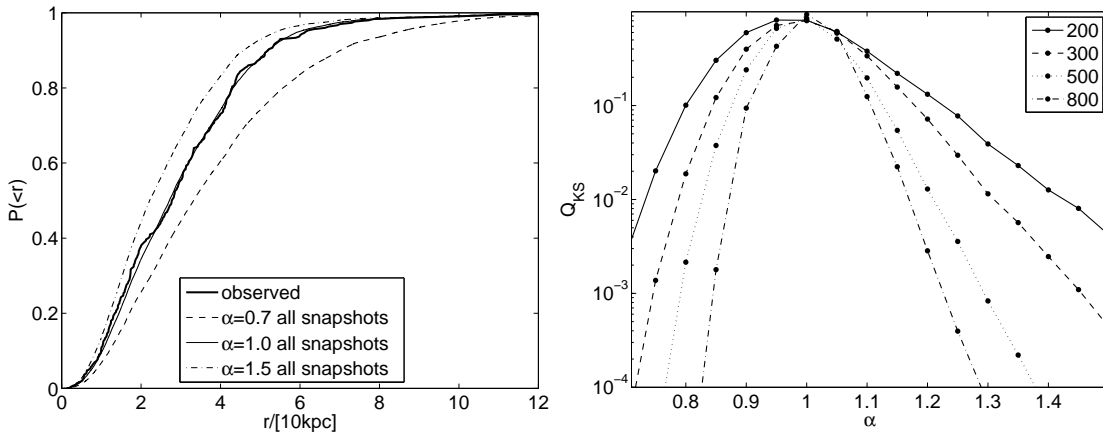 1
0.8
0.6
0.4
0.2
0
P(<r)
0 2 4 6 8 10 12
r/[10kpc]
observed
α=0.7 all snapshots
α=1.0 all snapshots
α=1.5 all snapshots
10⁻¹
10⁻²
10⁻³
10⁻⁴
Q_KS
0.8 0.9 1 1.1 1.2 1.3 1.4
α
200
300
500
800